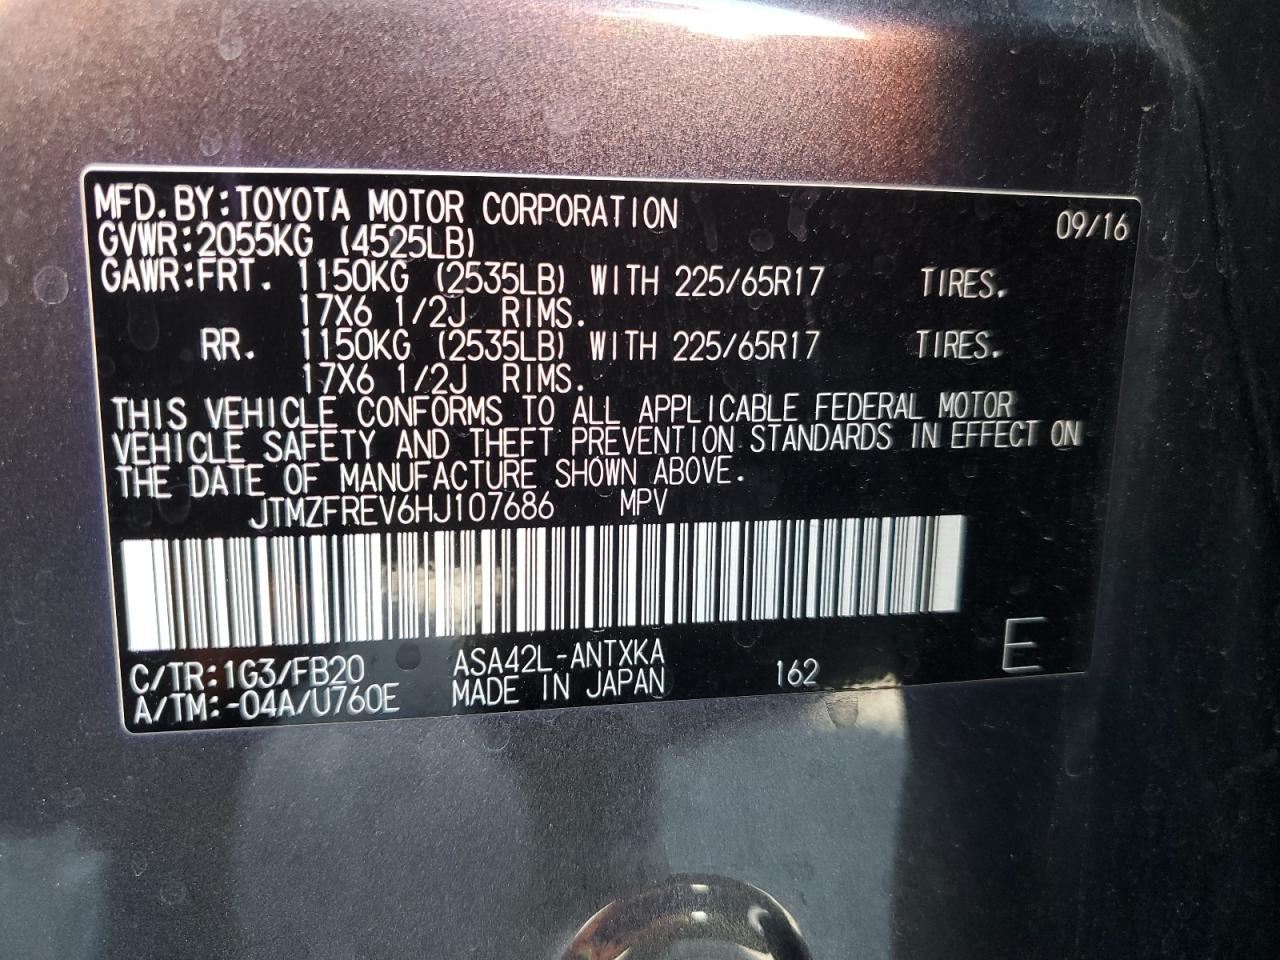 MFD. BY: TOYOTA MOTOR CORPORATION 09/16
GVWR: 2055KG (4525LB)
GAWR: FRT. 1150KG (2535LB) WITH 225/65R17 TIRES.
17X6 1/2J RIMS.
RR. 1150KG (2535LB) WITH 225/65R17 TIRES.
17X6 1/2J RIMS.
THIS VEHICLE CONFORMS TO ALL APPLICABLE FEDERAL MOTOR
VEHICLE SAFETY AND THEFT PREVENTION STANDARDS IN EFFECT ON
THE DATE OF MANUFACTURE SHOWN ABOVE.
JTMZFREV6HJ107686 MPV
C/TR: 1G3/FB20 ASA42L-ANTXKA 162 E
A/TM: -04A/U760E MADE IN JAPAN